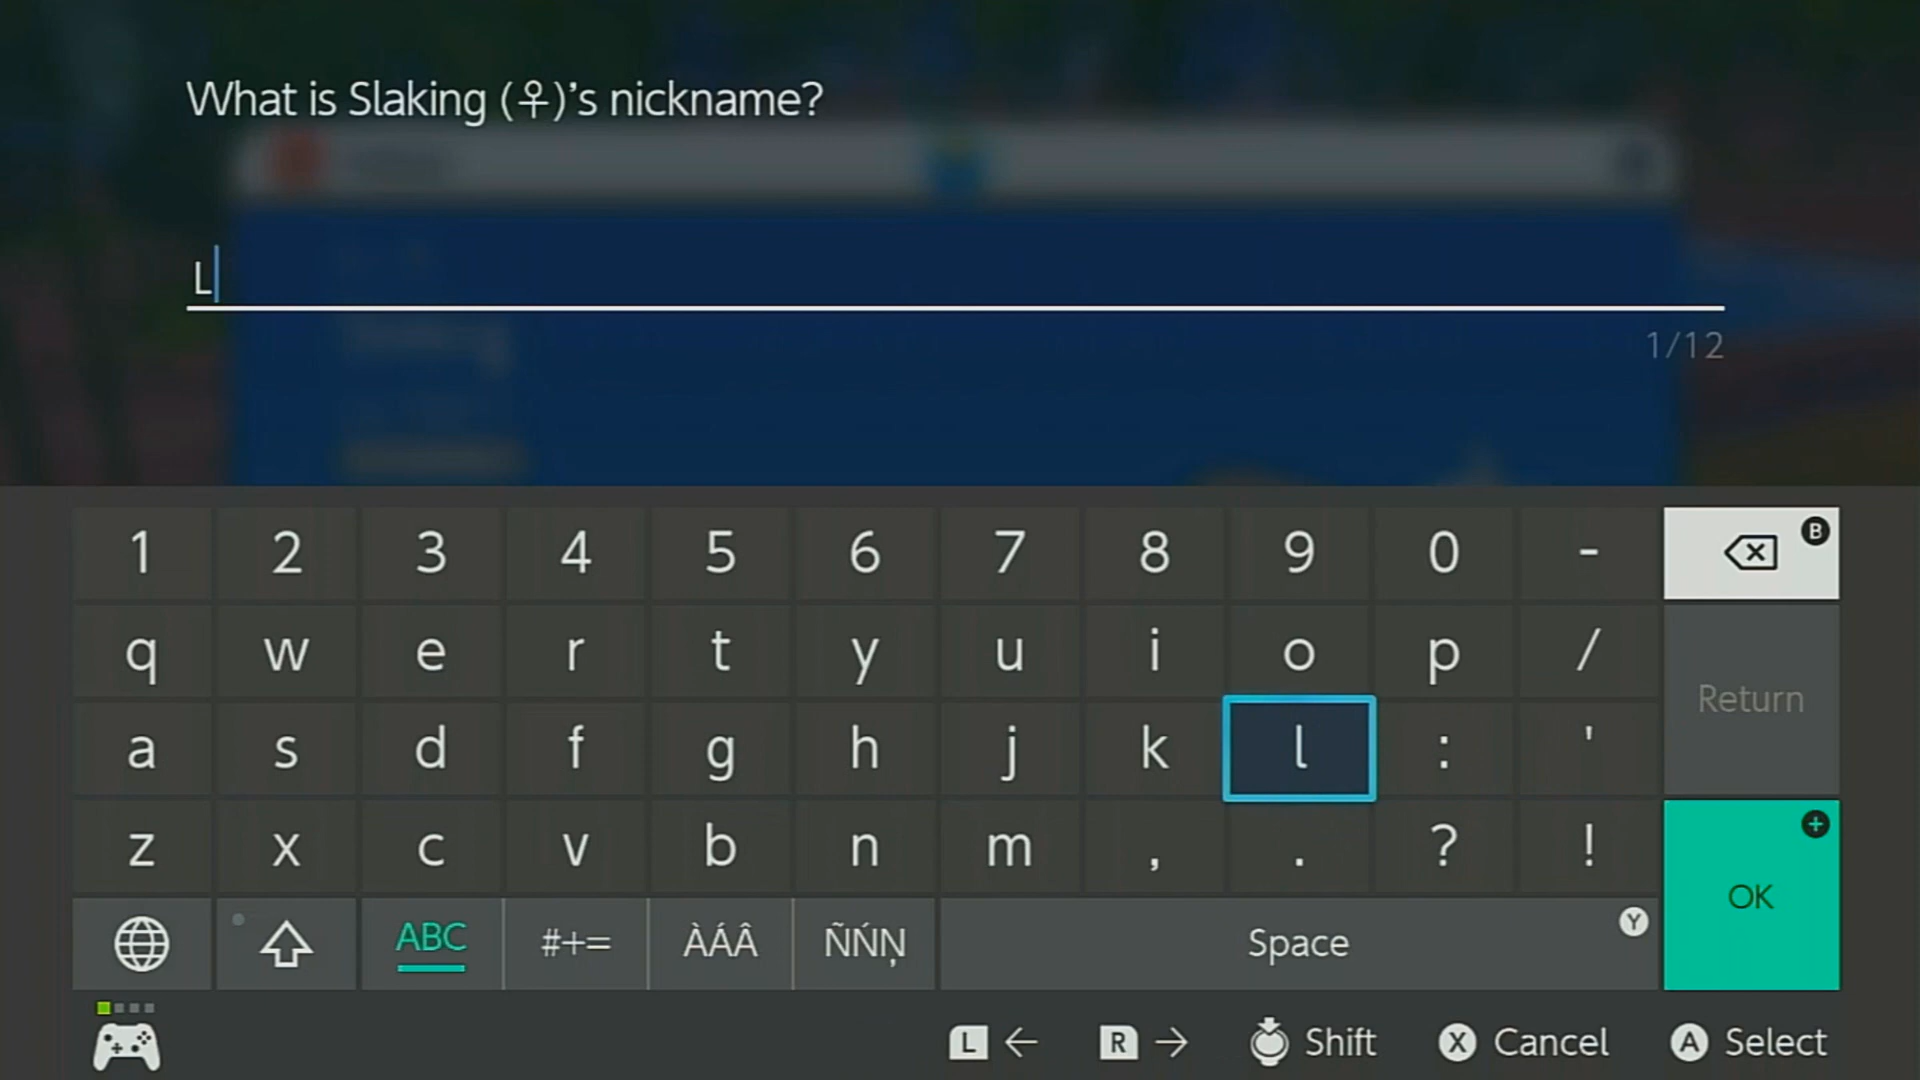 What is Slaking (♀)'s nickname?
L
1/12
1 2 3 4 5 6 7 8 9 0 -
B
q w e r t y u i o p /
Return
a s d f g h j k l : '
z x c v b n m , . ? !
+
OK
ABC #+= ÀÁÂ ÑŃŅ Space Y
L ← R → Shift X Cancel A Select